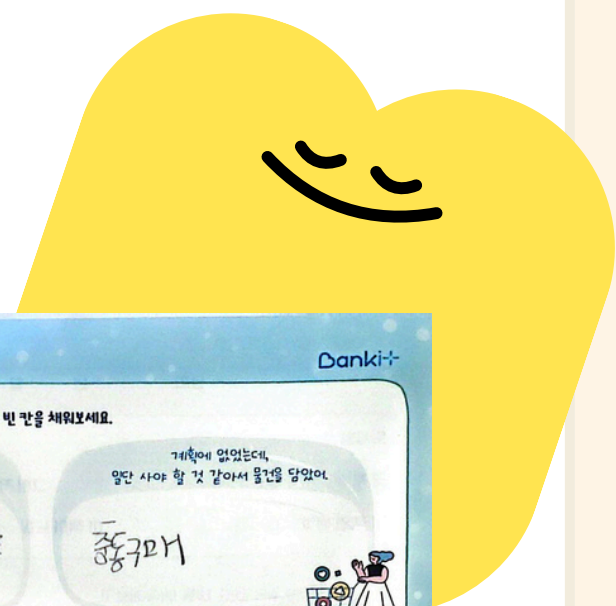 Banki+
빈 칸을 채워보세요.
계획에 없었는데,
일단 사야 할 것 같아서 물건을 담았어.
충동구매